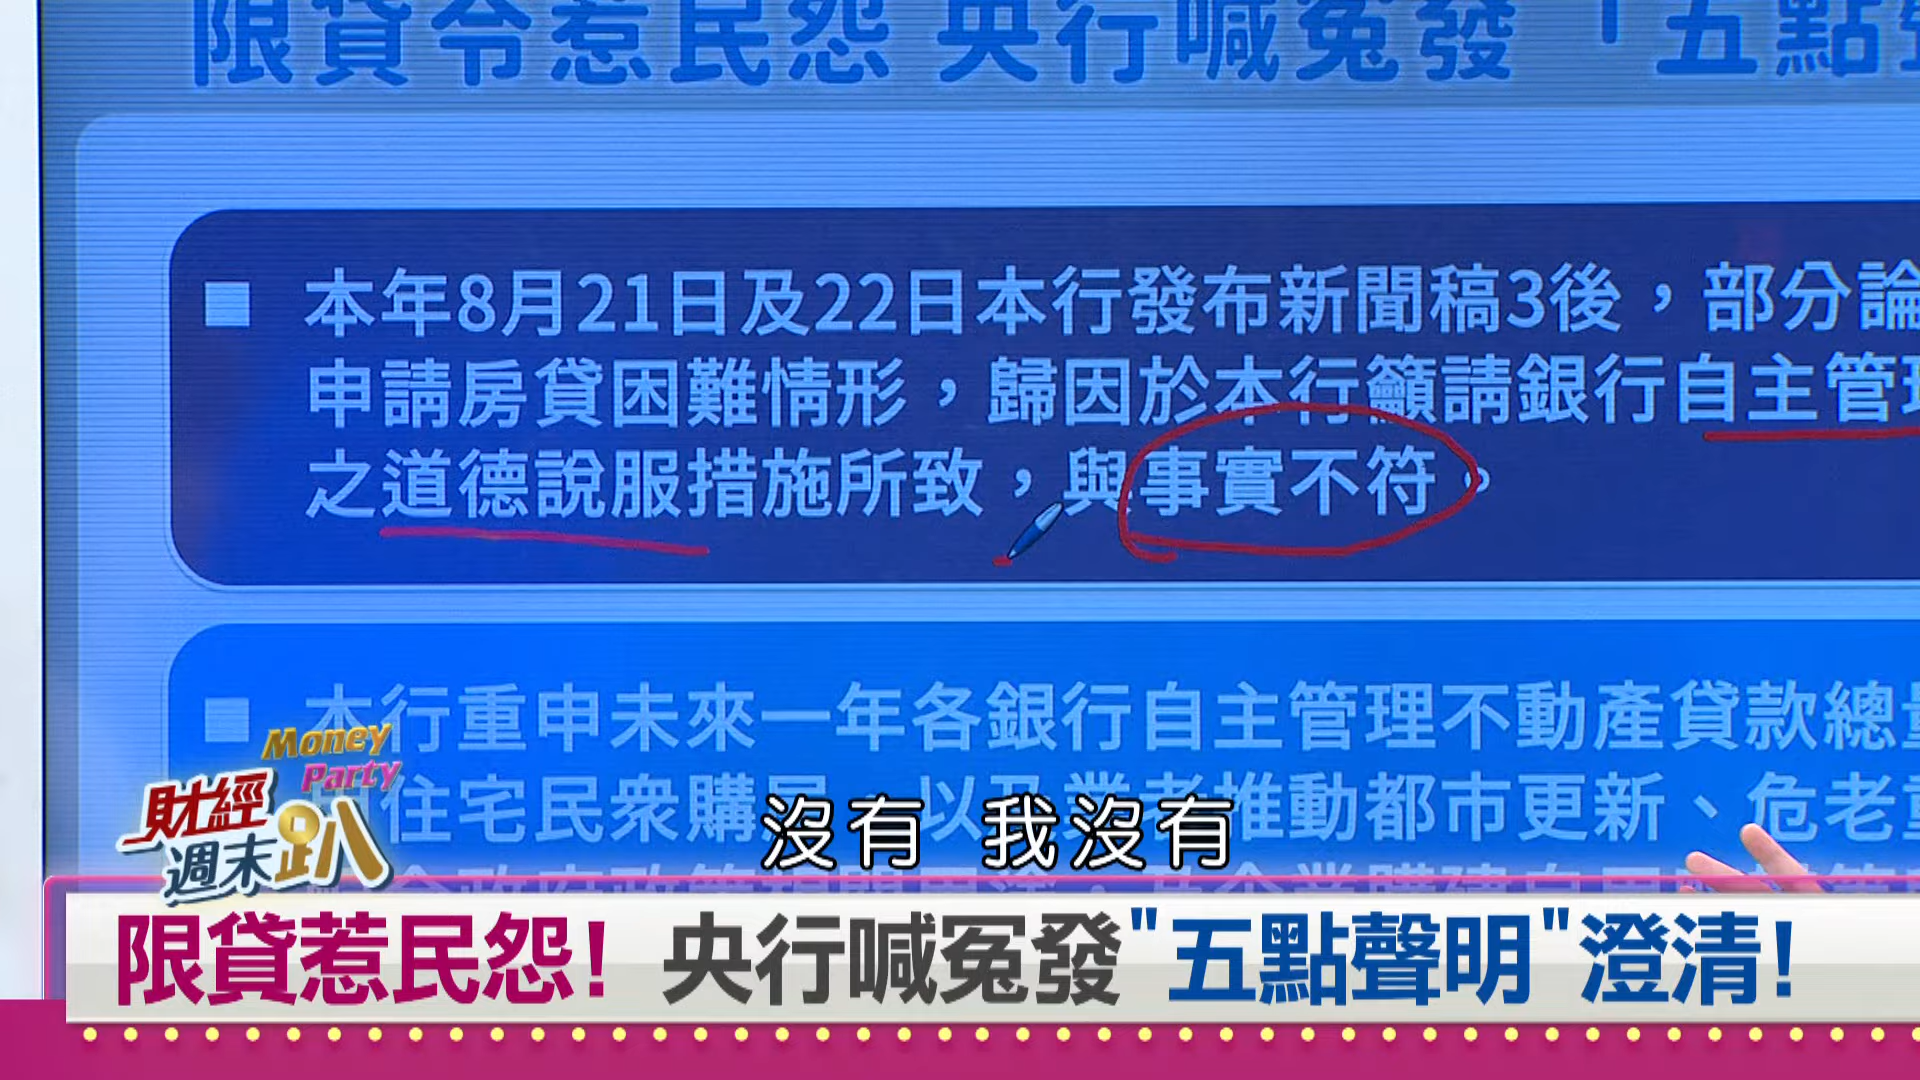 限貸令惹民怨 央行喊冤發「五點聲
■ 本年8月21日及22日本行發布新聞稿3後，部分論
申請房貸困難情形，歸因於本行籲請銀行自主管理
之道德說服措施所致，與事實不符。
■ 本行重申未來一年各銀行自主管理不動產貸款總量
住宅民眾購屋，以及業者推動都市更新、危老重
Money Party
財經週末趴
沒有 我沒有
限貸惹民怨! 央行喊冤發"五點聲明"澄清!